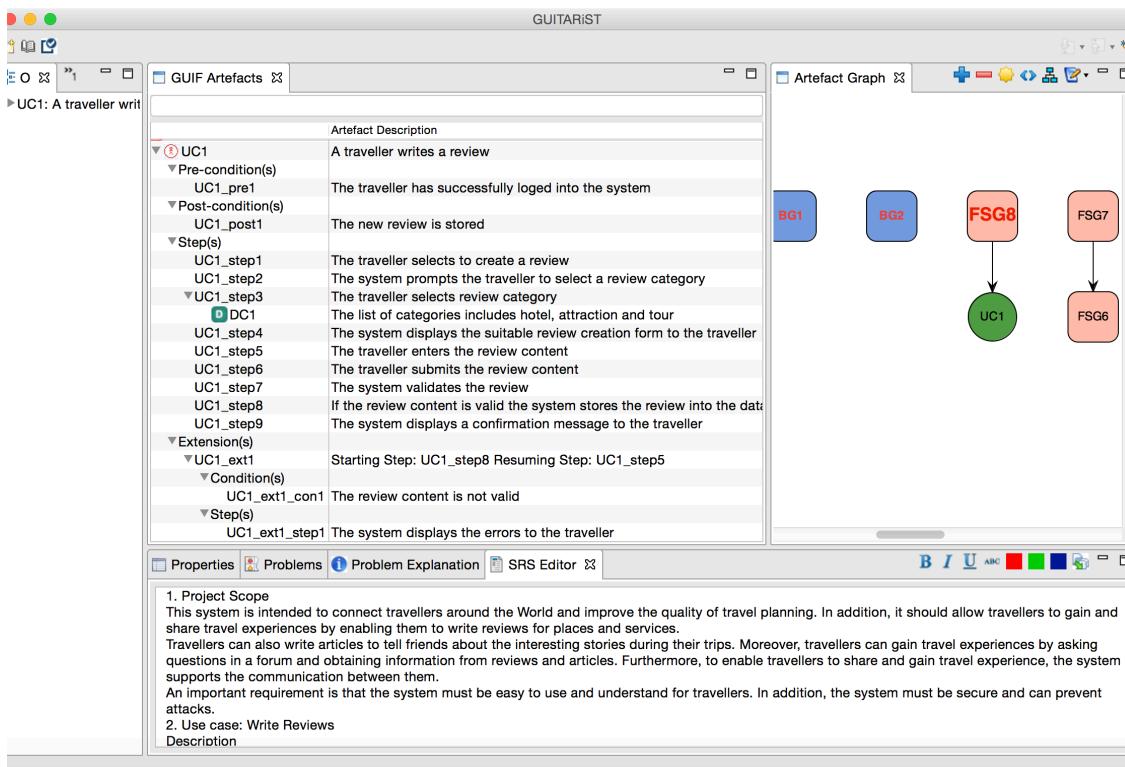 GUITARiST
O
"1
GUIF Artefacts
Artefact Graph
UC1: A traveller writ
Artefact Description
UC1 A traveller writes a review
Pre-condition(s)
UC1_pre1 The traveller has successfully loged into the system
Post-condition(s)
UC1_post1 The new review is stored
Step(s)
UC1_step1 The traveller selects to create a review
UC1_step2 The system prompts the traveller to select a review category
UC1_step3 The traveller selects review category
D DC1 The list of categories includes hotel, attraction and tour
UC1_step4 The system displays the suitable review creation form to the traveller
UC1_step5 The traveller enters the review content
UC1_step6 The traveller submits the review content
UC1_step7 The system validates the review
UC1_step8 If the review content is valid the system stores the review into the data
UC1_step9 The system displays a confirmation message to the traveller
Extension(s)
UC1_ext1 Starting Step: UC1_step8 Resuming Step: UC1_step5
Condition(s)
UC1_ext1_con1 The review content is not valid
Step(s)
UC1_ext1_step1 The system displays the errors to the traveller
BG1 BG2 FSG8 FSG7
UC1 FSG6
Properties Problems Problem Explanation SRS Editor
B I U ABC
1. Project Scope
This system is intended to connect travellers around the World and improve the quality of travel planning. In addition, it should allow travellers to gain and
share travel experiences by enabling them to write reviews for places and services.
Travellers can also write articles to tell friends about the interesting stories during their trips. Moreover, travellers can gain travel experiences by asking
questions in a forum and obtaining information from reviews and articles. Furthermore, to enable travellers to share and gain travel experience, the system
supports the communication between them.
An important requirement is that the system must be easy to use and understand for travellers. In addition, the system must be secure and can prevent
attacks.
2. Use case: Write Reviews
Description